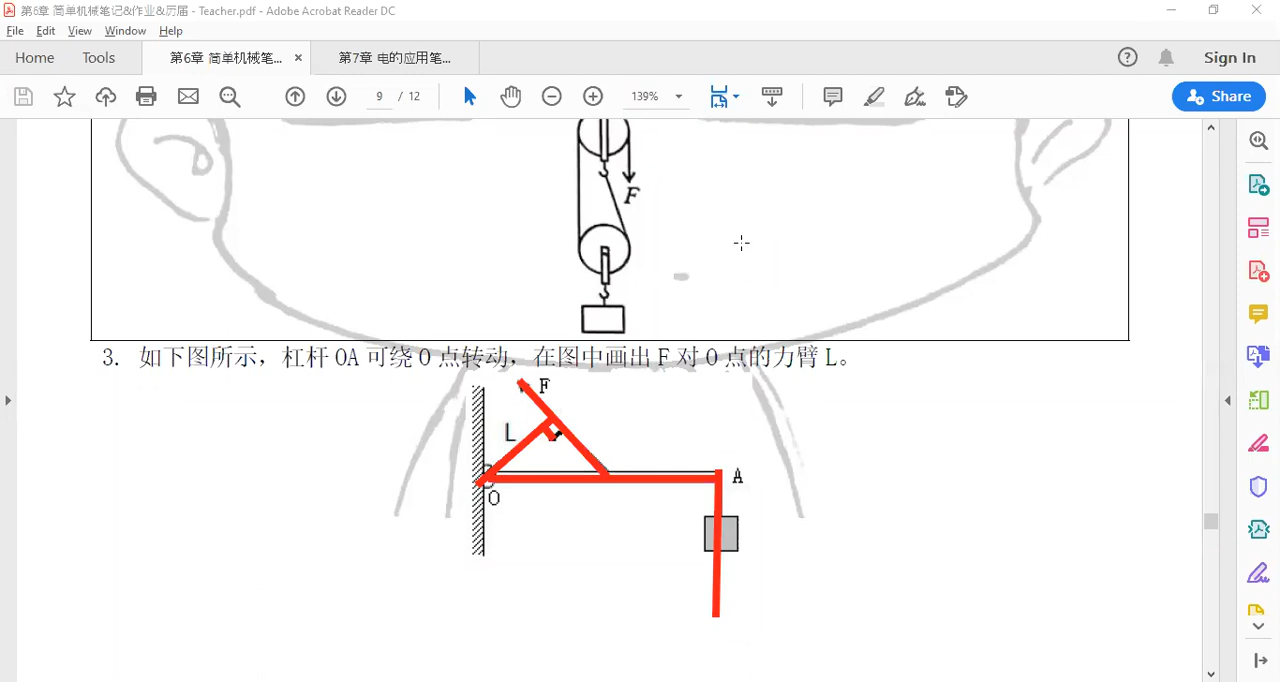 第6章 简单机械笔记&作业&历届 - Teacher.pdf - Adobe Acrobat Reader DC
File Edit View Window Help
Home Tools 第6章 简单机械笔... × 第7章 电的应用笔... Sign In
9 / 12 139% Share
F
3. 如下图所示，杠杆 OA 可绕 O 点转动，在图中画出 F 对 O 点的力臂 L。
F
L
A
O